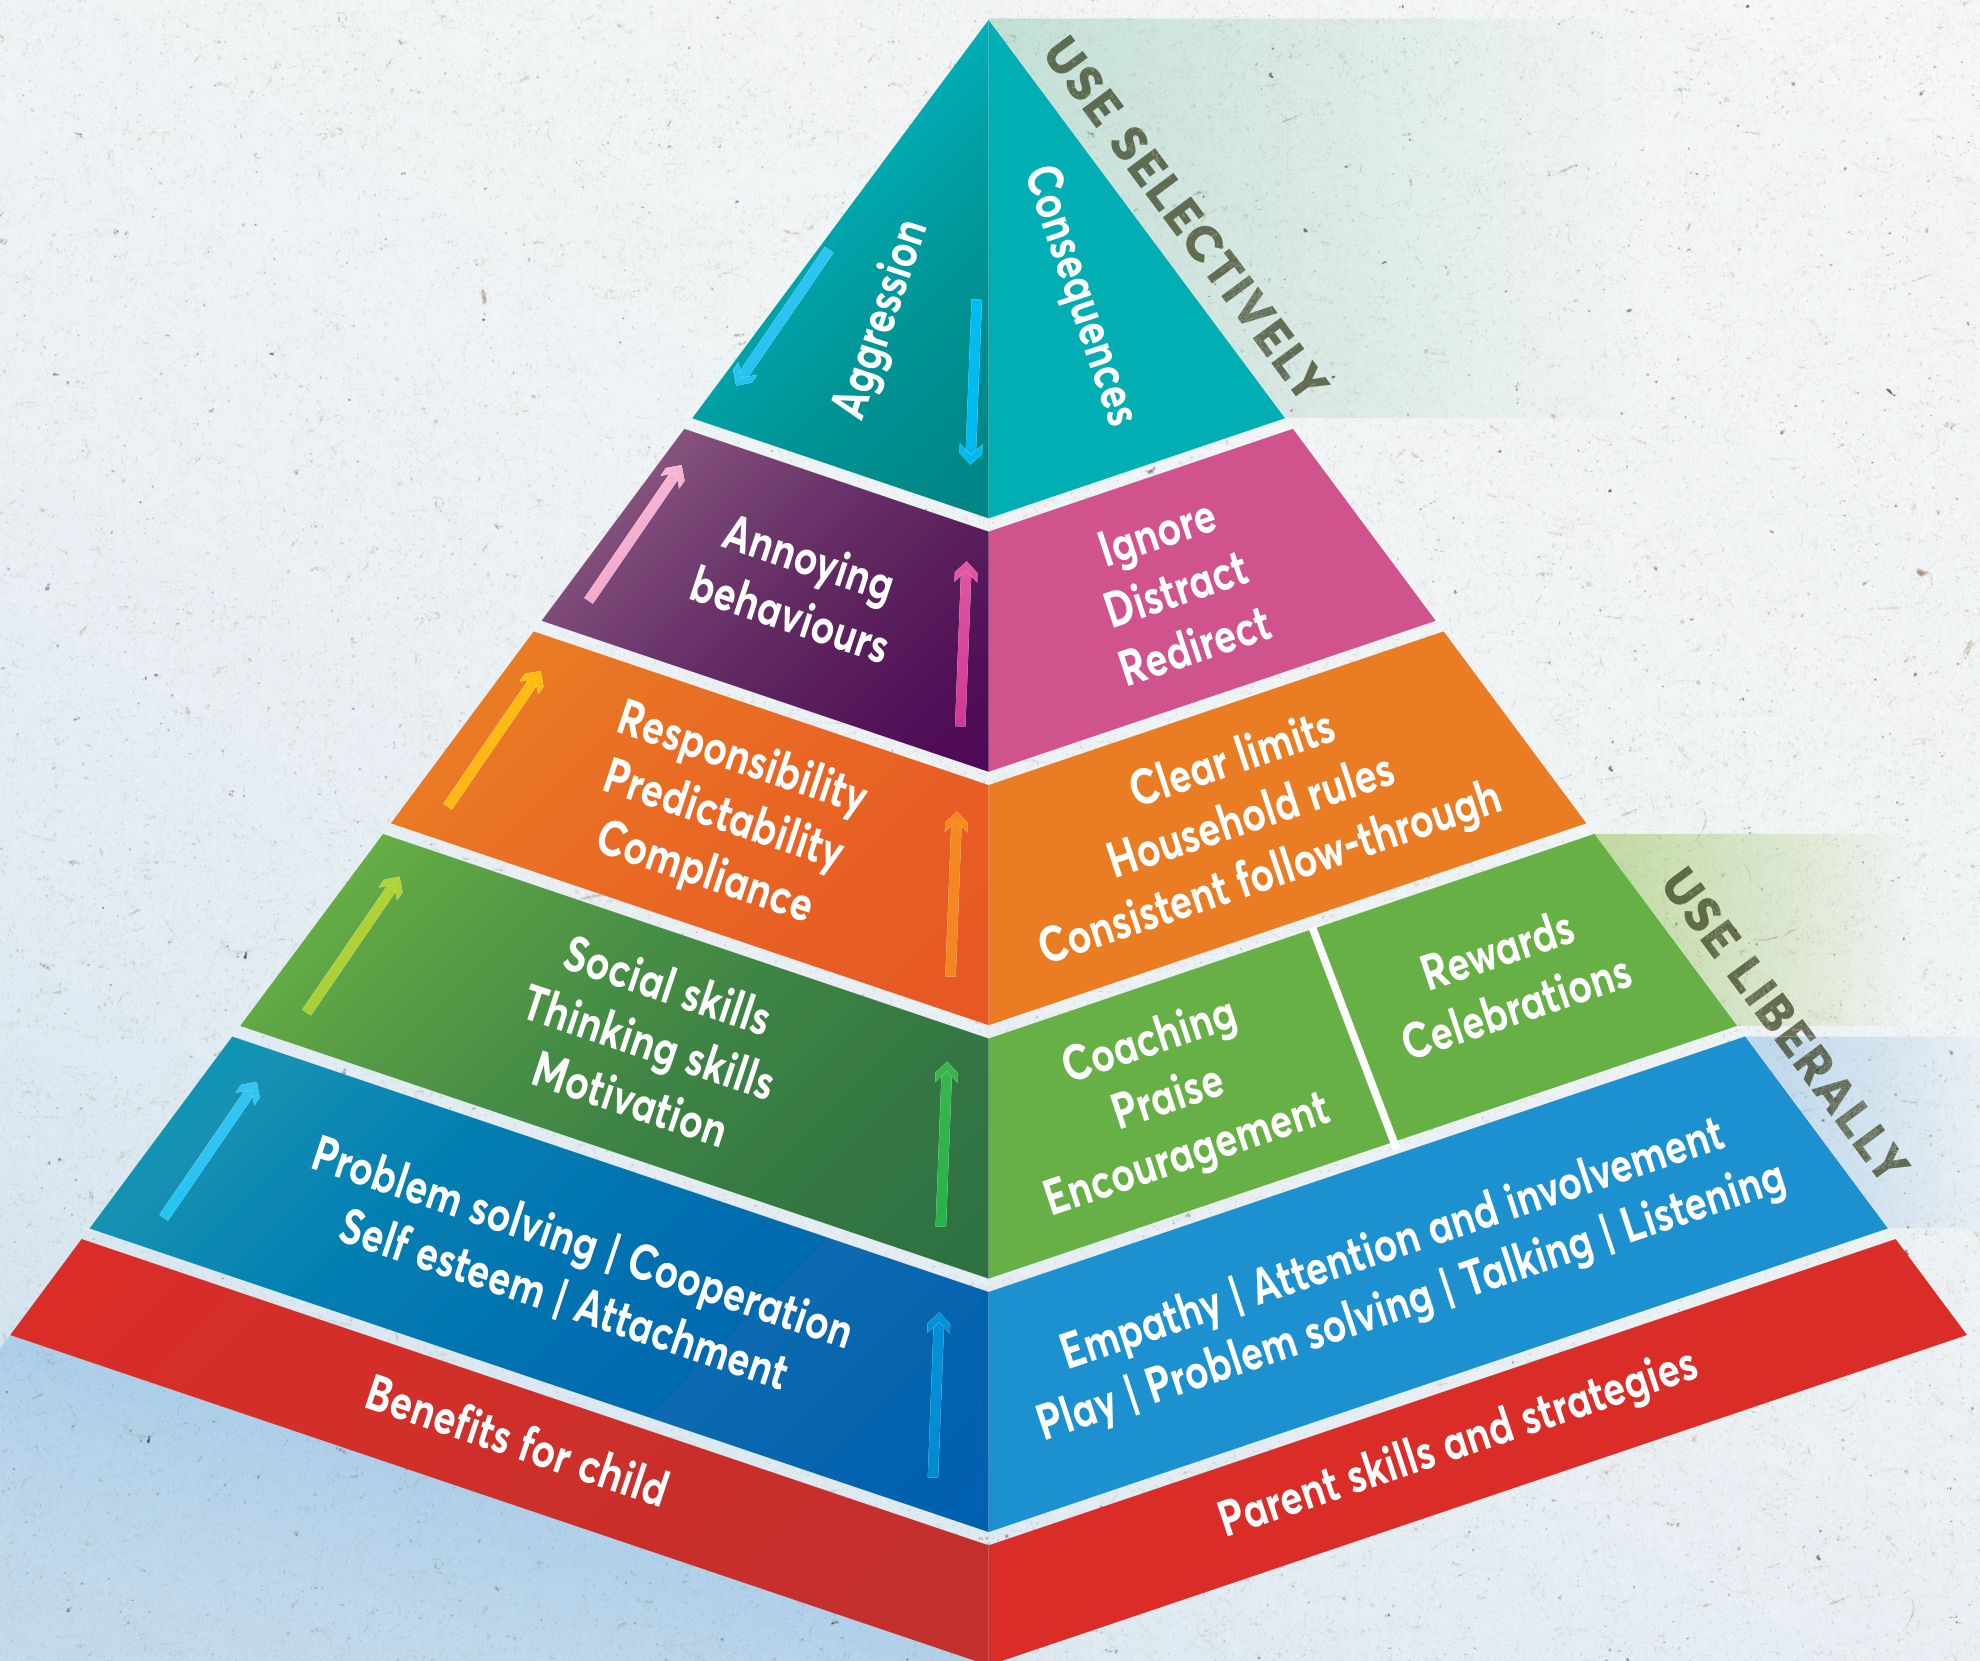 USE SELECTIVELY
Aggression
Consequences
Annoying
behaviours
Ignore
Distract
Redirect
Responsibility
Predictability
Compliance
Clear limits
Household rules
Consistent follow-through
USE LIBERALLY
Social skills
Thinking skills
Motivation
Coaching
Praise
Encouragement
Rewards
Celebrations
Problem solving | Cooperation
Self esteem | Attachment
Empathy | Attention and involvement
Play | Problem solving | Talking | Listening
Benefits for child
Parent skills and strategies